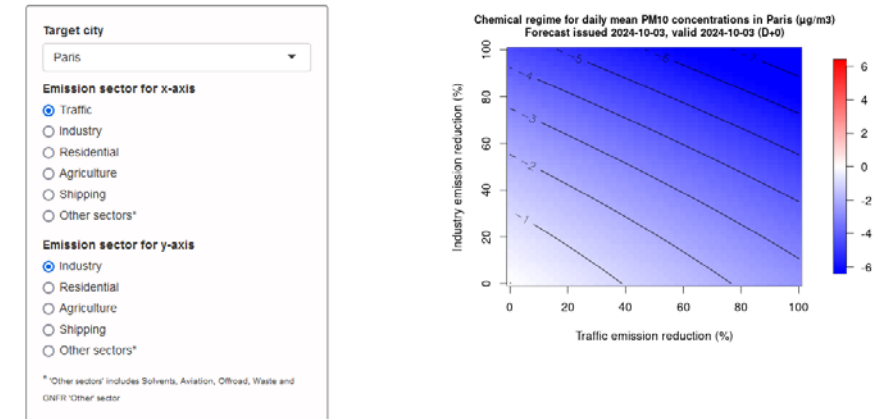 Target city
Paris
Emission sector for x-axis
Traffic
Industry
Residential
Agriculture
Shipping
Other sectors*
Emission sector for y-axis
Industry
Residential
Agriculture
Shipping
Other sectors*
* 'Other sectors' includes Solvents, Aviation, Offroad, Waste and
GNFR 'Other' sector
Chemical regime for daily mean PM10 concentrations in Paris (µg/m3)
Forecast issued 2024-10-03, valid 2024-10-03 (D+0)
Industry emission reduction (%)
100
80
60
40
20
0
-1
-2
-3
-4
-5
-6
-7
0 20 40 60 80 100
Traffic emission reduction (%)
6
4
2
0
-2
-4
-6